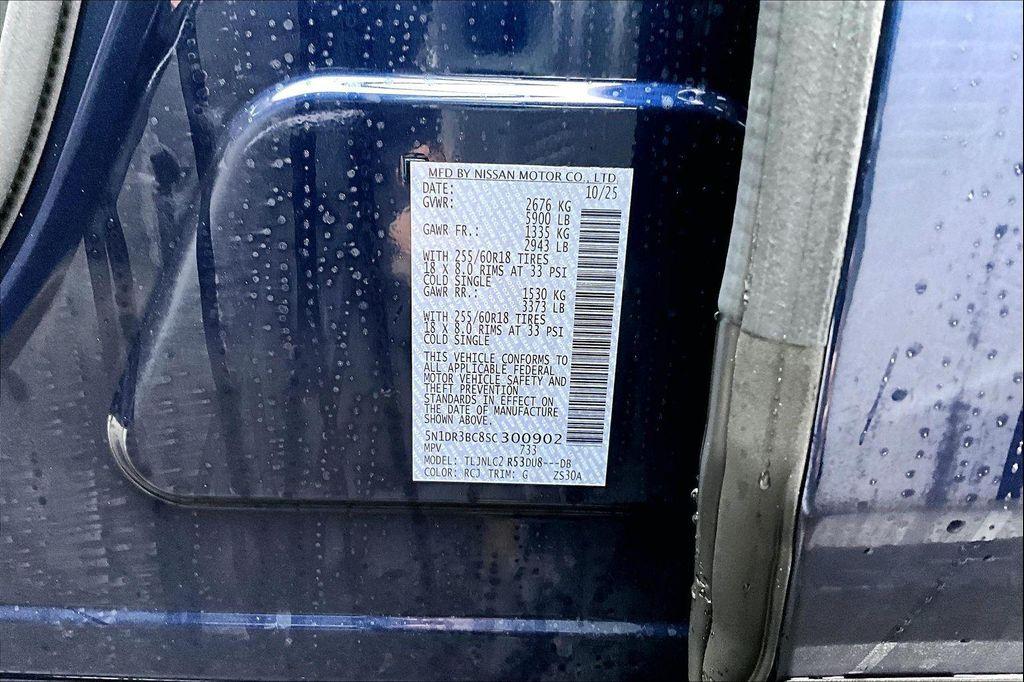 MFD BY NISSAN MOTOR CO., LTD.
DATE: 10/25
GVWR: 2676 KG
5900 LB
GAWR FR.: 1335 KG
2943 LB
WITH 255/60R18 TIRES
18 X 8.0 RIMS AT 33 PSI
COLD SINGLE
GAWR RR.: 1530 KG
3373 LB
WITH 255/60R18 TIRES
18 X 8.0 RIMS AT 33 PSI
COLD SINGLE
THIS VEHICLE CONFORMS TO
ALL APPLICABLE FEDERAL
MOTOR VEHICLE SAFETY AND
THEFT PREVENTION
STANDARDS IN EFFECT ON
THE DATE OF MANUFACTURE
SHOWN ABOVE.
5N1DR3BC8SC300902
MPV 733
MODEL: TLJNLC2 R53DU8---DB
COLOR: RCJ TRIM: G ZS30A